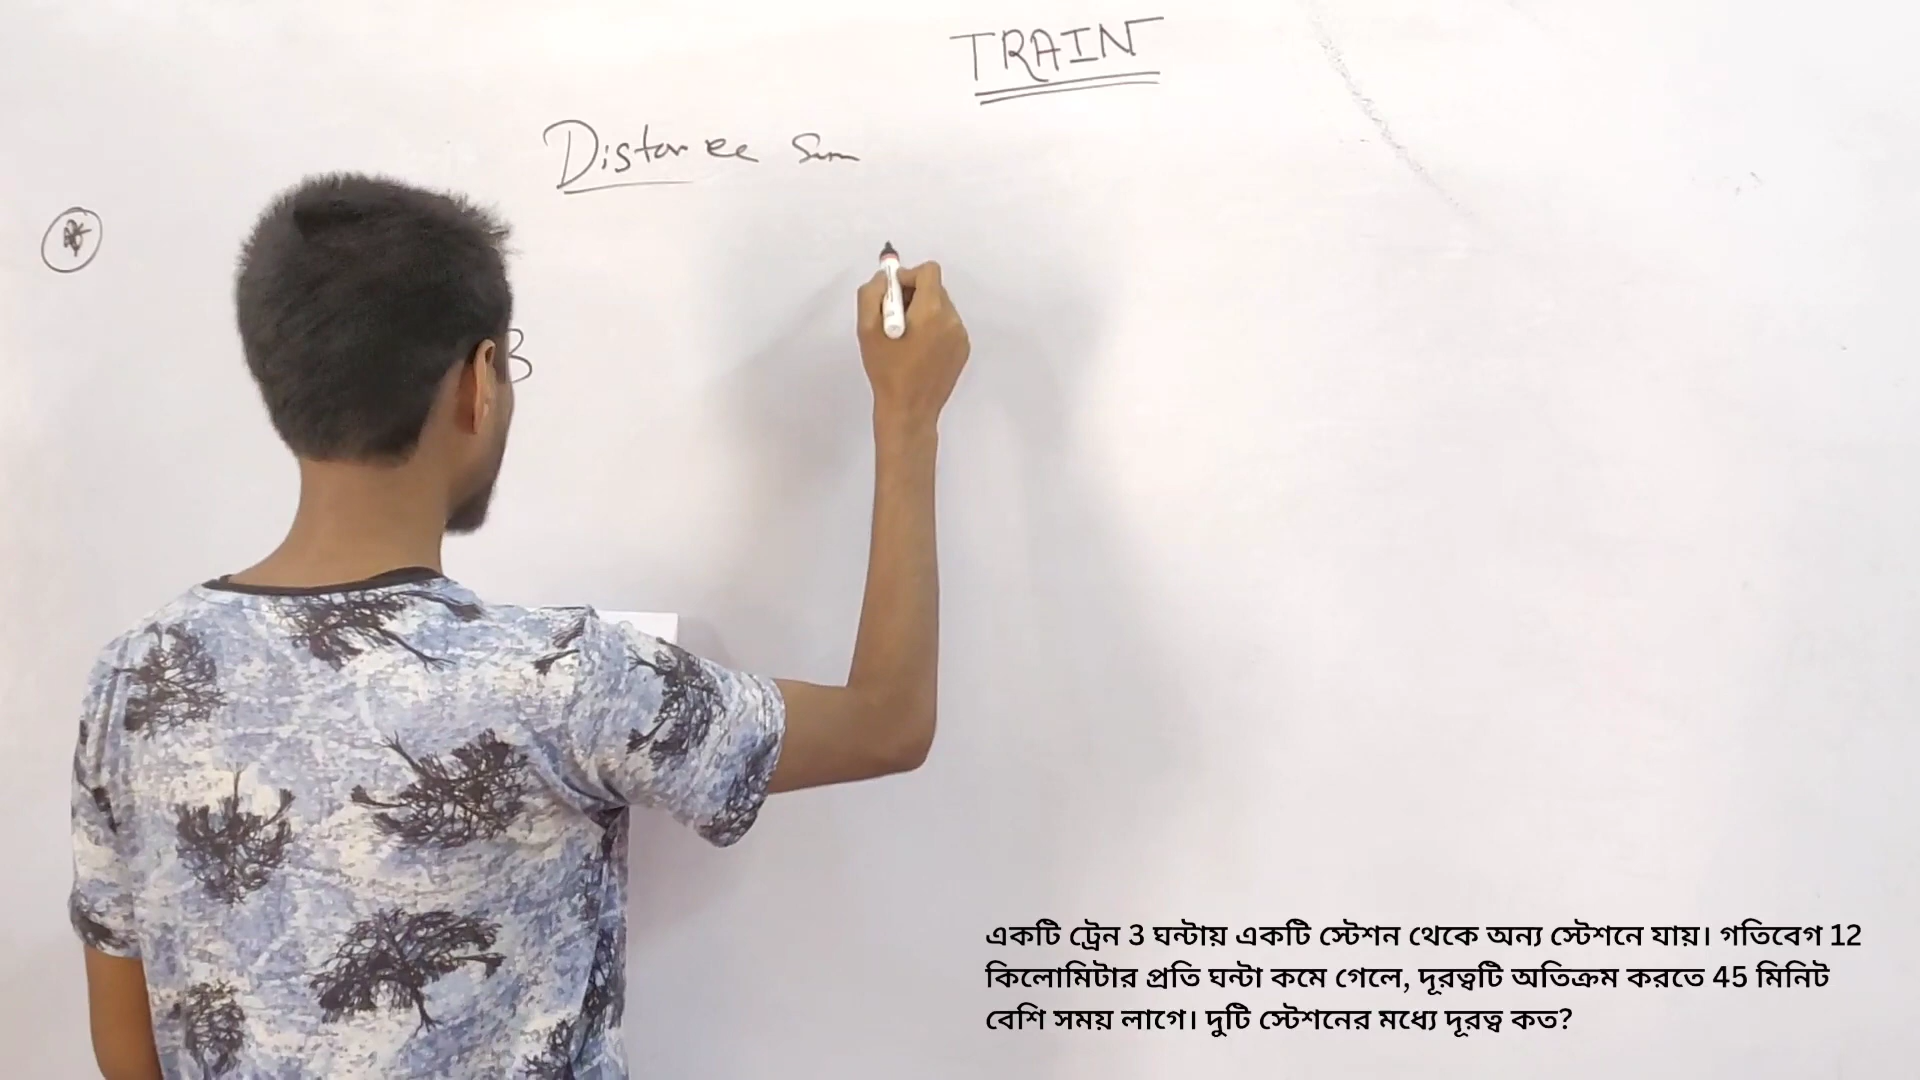 TRAIN
Distance Sum
3
একটি ট্রেন 3 ঘন্টায় একটি স্টেশন থেকে অন্য স্টেশনে যায়। গতিবেগ 12
কিলোমিটার প্রতি ঘন্টা কমে গেলে, দূরত্বটি অতিক্রম করতে 45 মিনিট
বেশি সময় লাগে। দুটি স্টেশনের মধ্যে দূরত্ব কত?